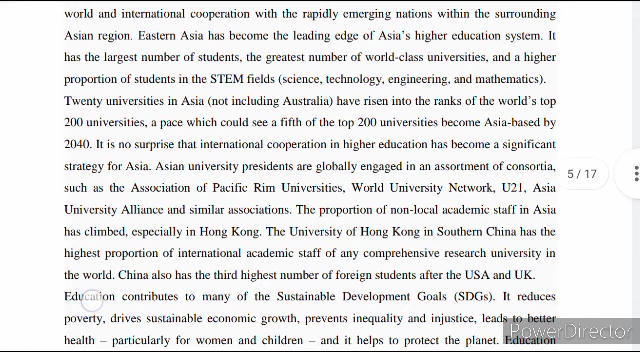 world and international cooperation with the rapidly emerging nations within the surrounding
Asian region. Eastern Asia has become the leading edge of Asia's higher education system. It
has the largest number of students, the greatest number of world-class universities, and a higher
proportion of students in the STEM fields (science, technology, engineering, and mathematics).
Twenty universities in Asia (not including Australia) have risen into the ranks of the world's top
200 universities, a pace which could see a fifth of the top 200 universities become Asia-based by
2040. It is no surprise that international cooperation in higher education has become a significant
strategy for Asia. Asian university presidents are globally engaged in an assortment of consortia,
5 / 17
such as the Association of Pacific Rim Universities, World University Network, U21, Asia
University Alliance and similar associations. The proportion of non-local academic staff in Asia
has climbed, especially in Hong Kong. The University of Hong Kong in Southern China has the
highest proportion of international academic staff of any comprehensive research university in
the world. China also has the third highest number of foreign students after the USA and UK.
Education contributes to many of the Sustainable Development Goals (SDGs). It reduces
poverty, drives sustainable economic growth, prevents inequality and injustice, leads to better
health – particularly for women and children – and it helps to protect the planet. Education
PowerDirector